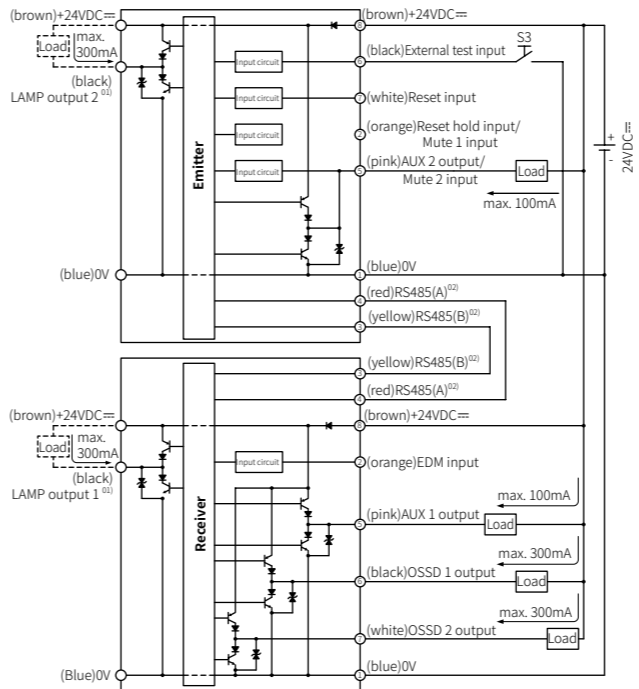 (brown)+24VDC⎓
(brown)+24VDC⎓
8
Load
max.
300mA
S3
Input circuit
6
(black)External test input
(black)
LAMP output 2 01)
Input circuit
7
(white)Reset input
Input circuit
2
(orange)Reset hold input/
Mute 1 input
Input circuit
5
(pink)AUX 2 output/
Mute 2 input
Load
max. 100mA
+
-
24VDC⎓
Emitter
(blue)0V
1
(blue)0V
4
(red)RS485(A)02)
3
(yellow)RS485(B)02)
3
(yellow)RS485(B)02)
4
(red)RS485(A)02)
(brown)+24VDC⎓
8
(brown)+24VDC⎓
Load
max.
300mA
Input circuit
2
(orange)EDM input
(black)
LAMP output 1 01)
max. 100mA
5
(pink)AUX 1 output
Load
Receiver
max. 300mA
6
(black)OSSD 1 output
Load
max. 300mA
7
(white)OSSD 2 output
Load
(Blue)0V
1
(blue)0V